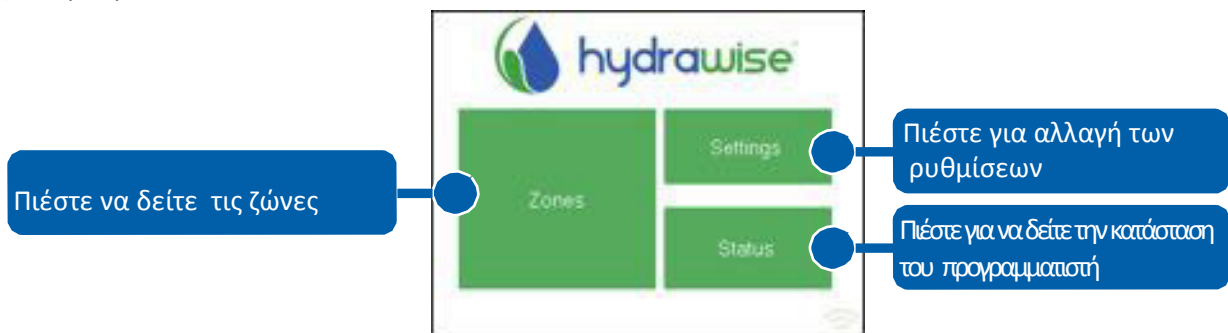 hydrawise
Πιέστε να δείτε τις ζώνες
Zones
Settings
Status
Πιέστε για αλλαγή των
ρυθμίσεων
Πιέστε για να δείτε την κατάσταση
του προγραμματιστή